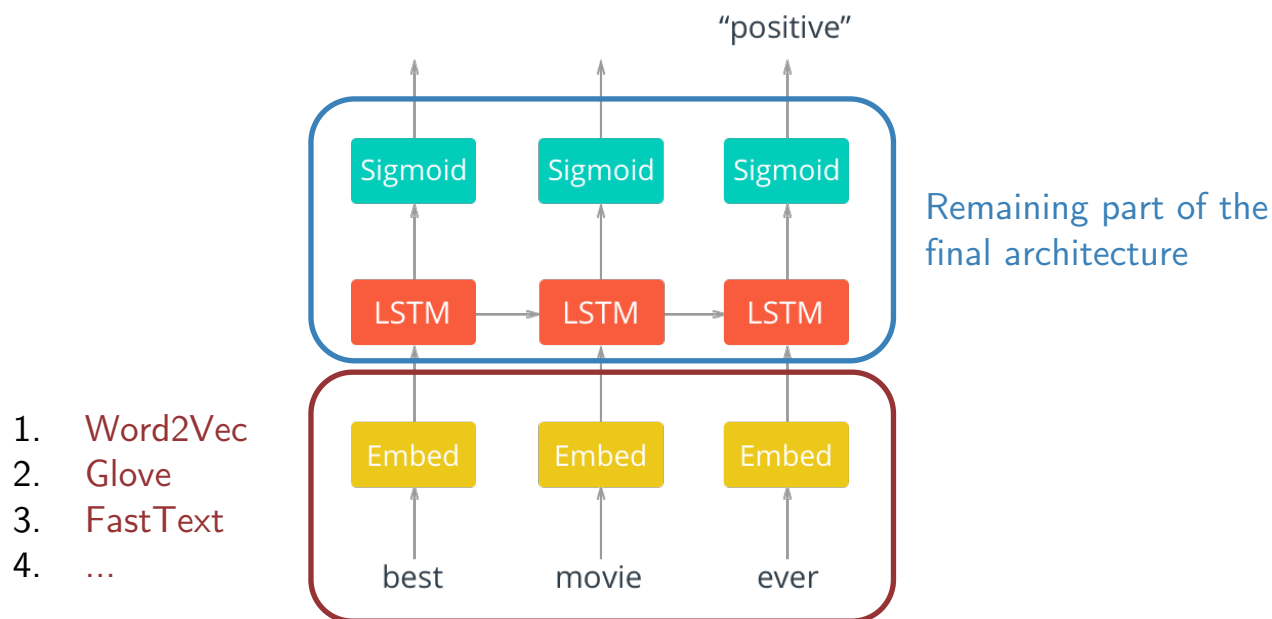 “positive”
Sigmoid Sigmoid Sigmoid
Remaining part of the
final architecture
LSTM LSTM LSTM
1. Word2Vec
2. Glove
3. FastText
4. ...
Embed Embed Embed
best movie ever